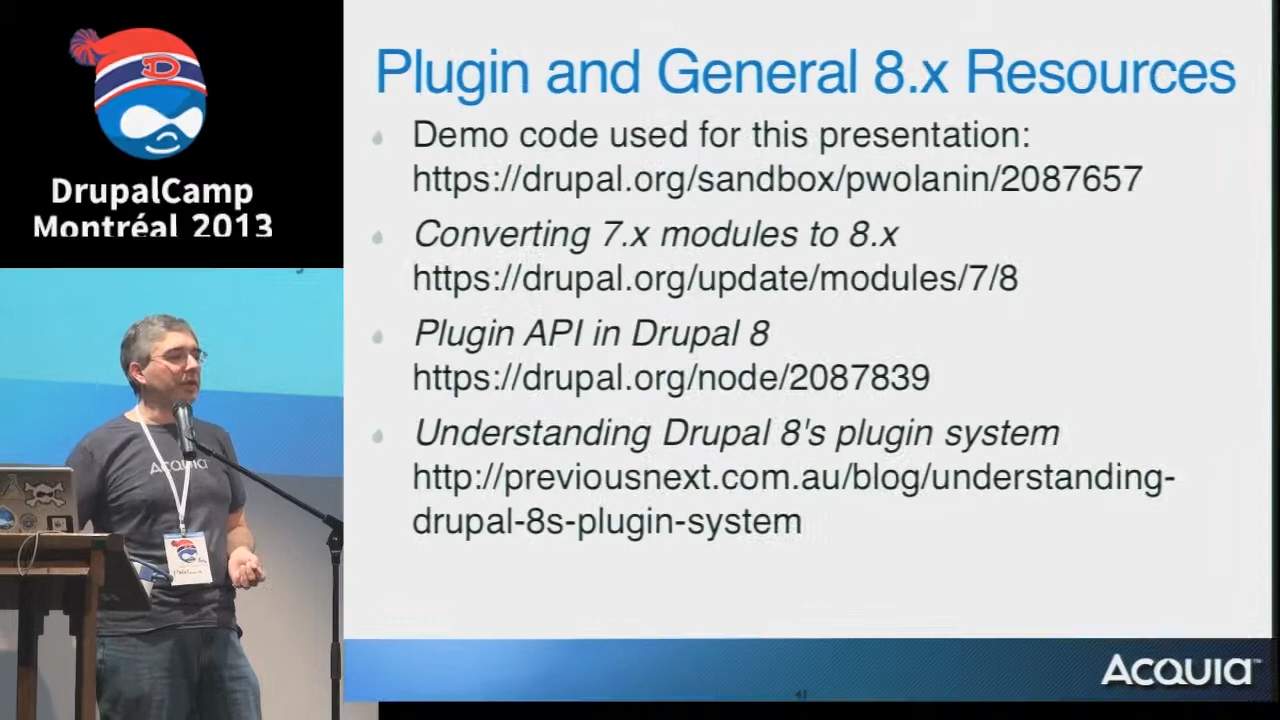 DrupalCamp
Montréal 2013
Plugin and General 8.x Resources
Demo code used for this presentation:
https://drupal.org/sandbox/pwolanin/2087657
Converting 7.x modules to 8.x
https://drupal.org/update/modules/7/8
Plugin API in Drupal 8
https://drupal.org/node/2087839
Understanding Drupal 8's plugin system
http://previousnext.com.au/blog/understanding-
drupal-8s-plugin-system
ACQUIA
41
ACQUIA™